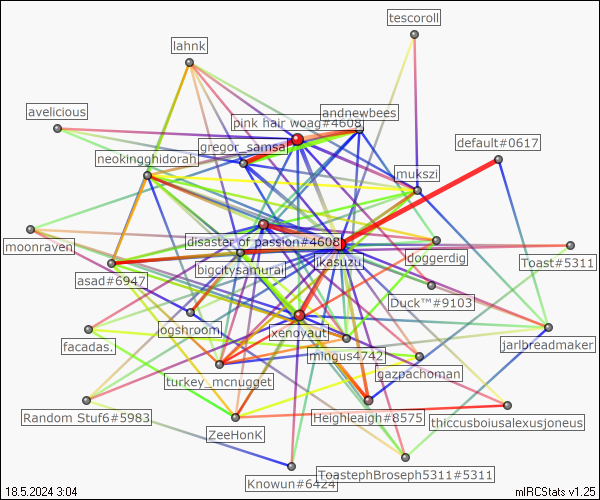 tescoroll
lahnk
avelicious
andnewbees
pink hair woag#4608
default#0617
gregor_samsa
neokingghidorah
mukszi
moonraven
disaster of passion#4608
jKasuzu
doggerdig
Toast#5311
bigcitysamurai
asad#6947
Duck™#9103
ogshroom
xenoyaut
facadas.
mingus4742
jarlbreadmaker
turkey_mcnugget
gazpachoman
Random Stuf6#5983
Heighleigh#8575
thiccusboiusalexusjoneus
ZeeHonK
ToastephBroseph5311#5311
Knowun#6424
18.5.2024 3:04
mIRCStats v1.25